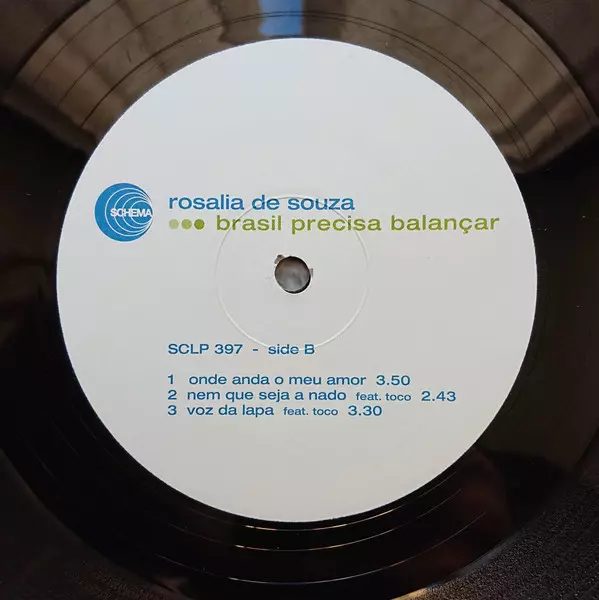 SCHEMA
rosalia de souza
brasil precisa balançar
SCLP 397 - side B
1 onde anda o meu amor 3.50
2 nem que seja a nado feat. toco 2.43
3 voz da lapa feat. toco 3.30